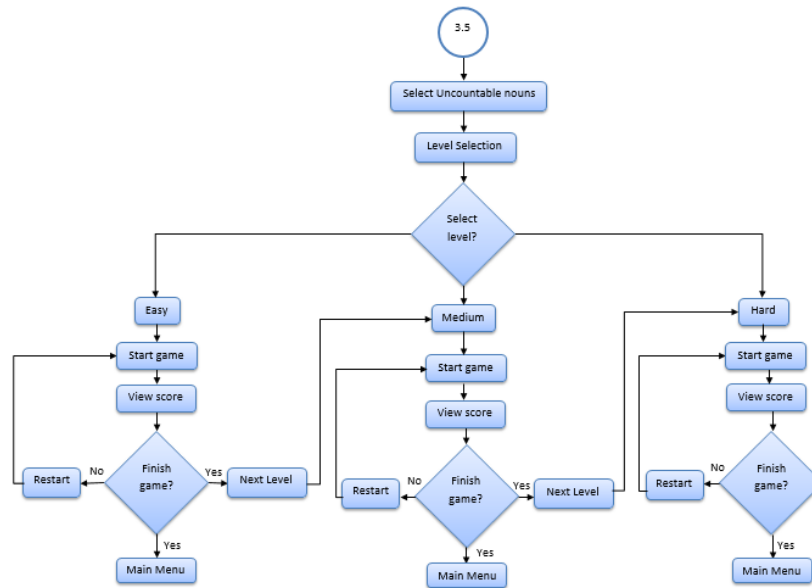 3.5
Select Uncountable nouns
Level Selection
Select
level?
Easy
Medium
Hard
Start game
Start game
Start game
View score
View score
View score
Finish
game?
No
Yes
Restart
Next Level
Finish
game?
No
Yes
Restart
Next Level
Finish
game?
No
Restart
Yes
Main Menu
Yes
Main Menu
Yes
Main Menu